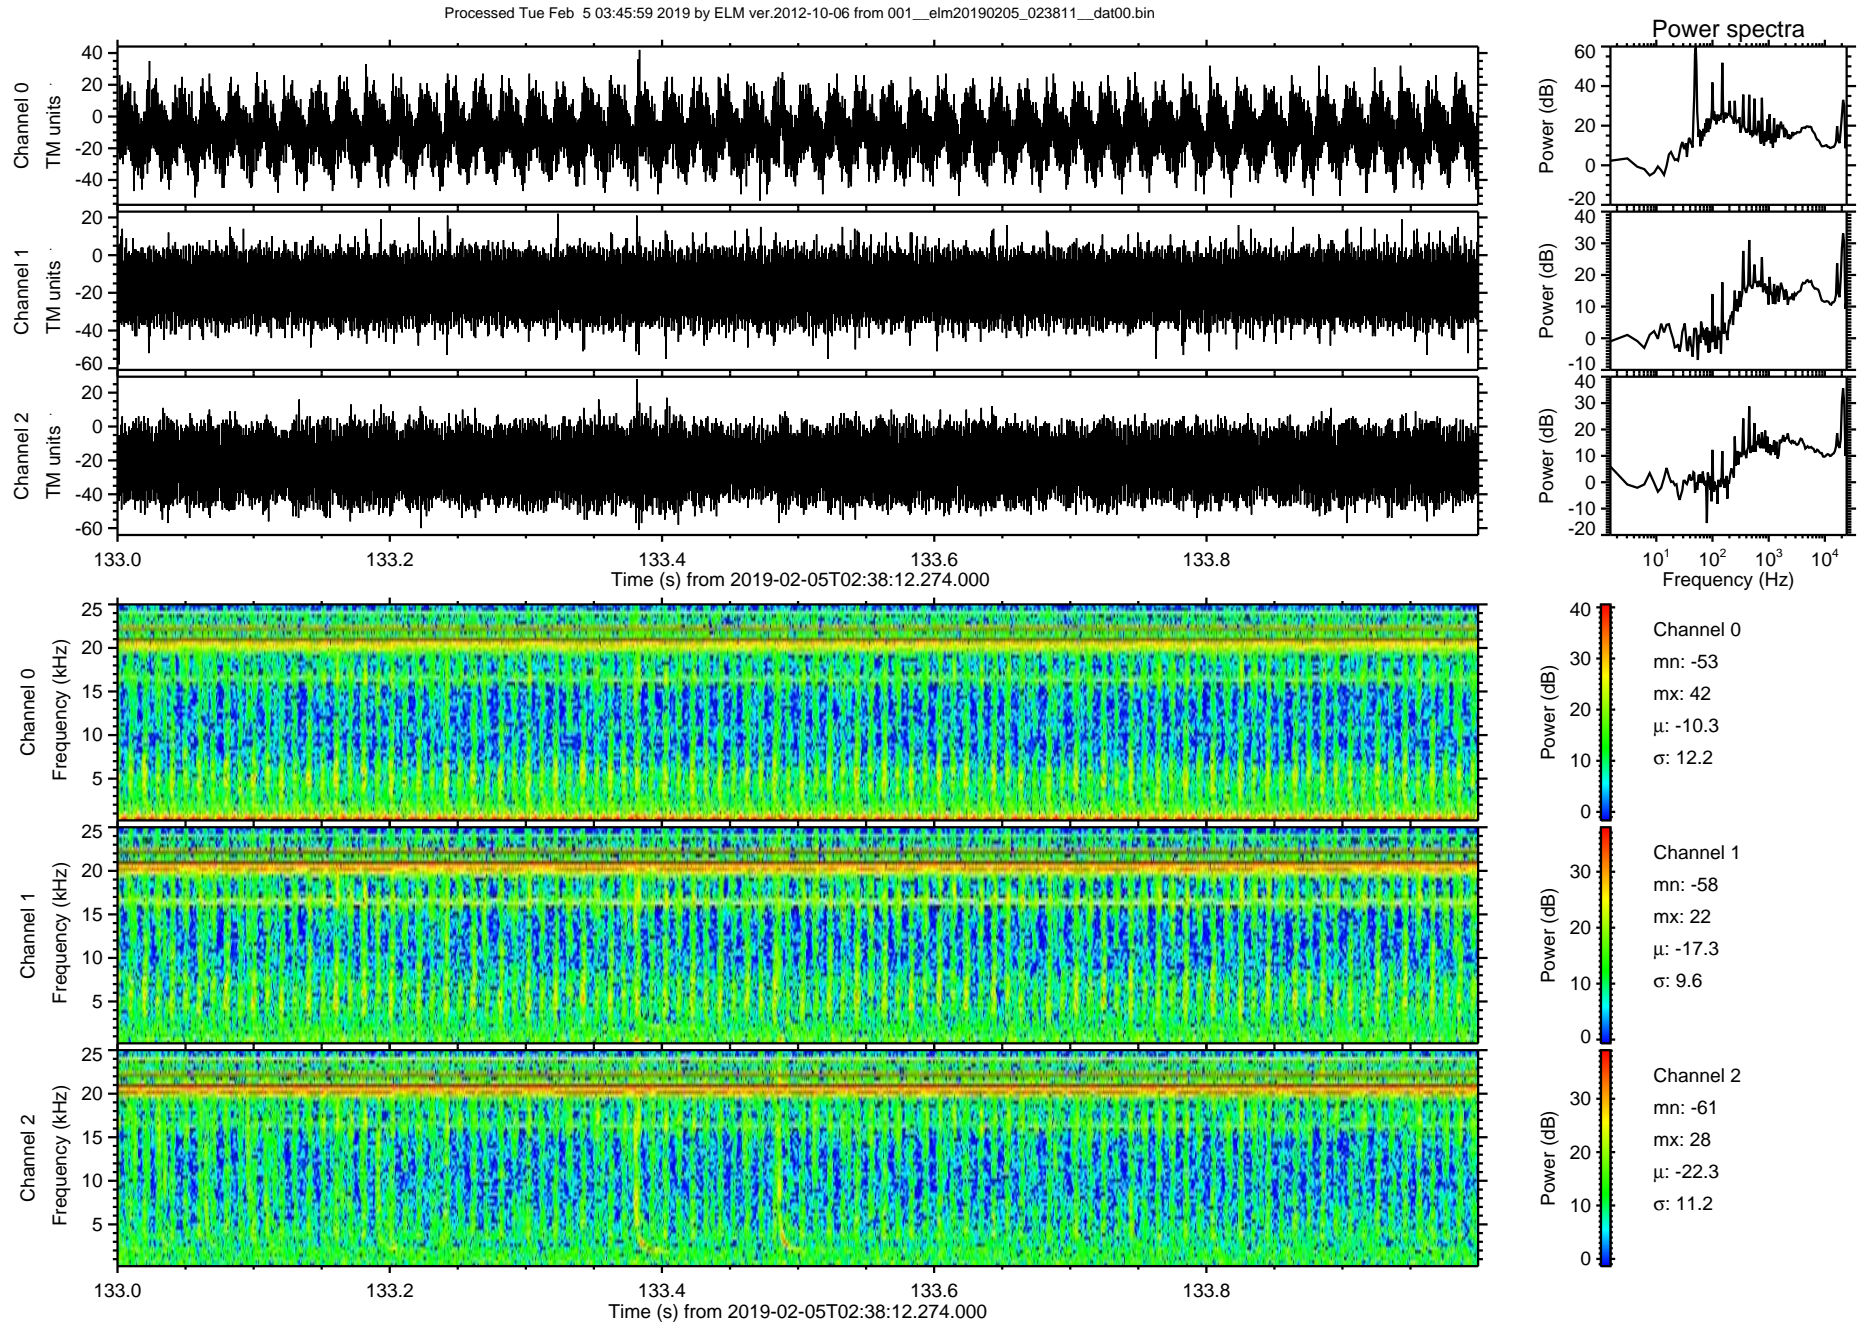 Processed Tue Feb  5 03:45:59 2019 by ELM ver.2012-10-06 from 001__elm20190205_023811__dat00.bin
Power spectra
Channel 0
TM units
40
20
0
-20
-40
Power (dB)
60
40
20
0
-20
Channel 1
TM units
20
0
-20
-40
-60
Power (dB)
40
30
20
10
0
-10
Channel 2
TM units
20
0
-20
-40
-60
Power (dB)
40
30
20
10
0
-10
-20
133.0 133.2 133.4 133.6 133.8
Time (s) from 2019-02-05T02:38:12.274.000
10¹ 10² 10³ 10⁴
Frequency (Hz)
Channel 0
Frequency (kHz)
25
20
15
10
5
Power (dB)
40
30
20
10
0
Channel 0
mn: -53
mx: 42
μ: -10.3
σ: 12.2
Channel 1
Frequency (kHz)
25
20
15
10
5
Power (dB)
30
20
10
0
Channel 1
mn: -58
mx: 22
μ: -17.3
σ: 9.6
Channel 2
Frequency (kHz)
25
20
15
10
5
Power (dB)
30
20
10
0
Channel 2
mn: -61
mx: 28
μ: -22.3
σ: 11.2
133.0 133.2 133.4 133.6 133.8
Time (s) from 2019-02-05T02:38:12.274.000